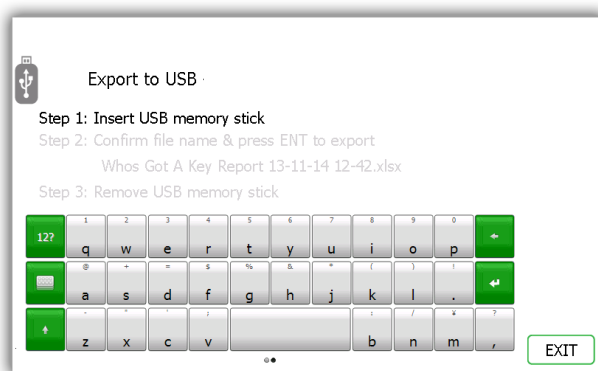 Export to USB
Step 1: Insert USB memory stick
Step 2: Confirm file name & press ENT to export
Whos Got A Key Report 13-11-14 12-42.xlsx
Step 3: Remove USB memory stick
1 2 3 4 5 6 7 8 9 0
12? q w e r t y u i o p
@ + = $ % & * ( ) !
a s d f g h j k l .
- " ' ; : / ¥ ?
z x c v b n m ,
EXIT